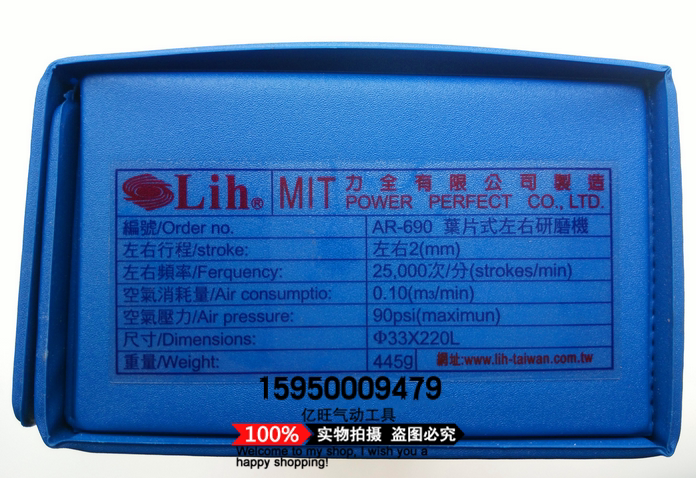 Lih® MIT 力全有限公司製造
POWER PERFECT CO., LTD.
編號/Order no. AR-690 葉片式左右研磨機
左右行程/stroke: 左右2(mm)
左右頻率/Ferquency: 25,000次/分(strokes/min)
空氣消耗量/Air consumptio: 0.10(m3/min)
空氣壓力/Air pressure: 90psi(maximun)
尺寸/Dimensions: Φ33X220L
重量/Weight: 445g 網址:www.lih-taiwan.com.tw
15950009479
亿旺气动工具
100% 实物拍摄 盗图必究
Welcome to my shop, I wish you a
happy shopping!